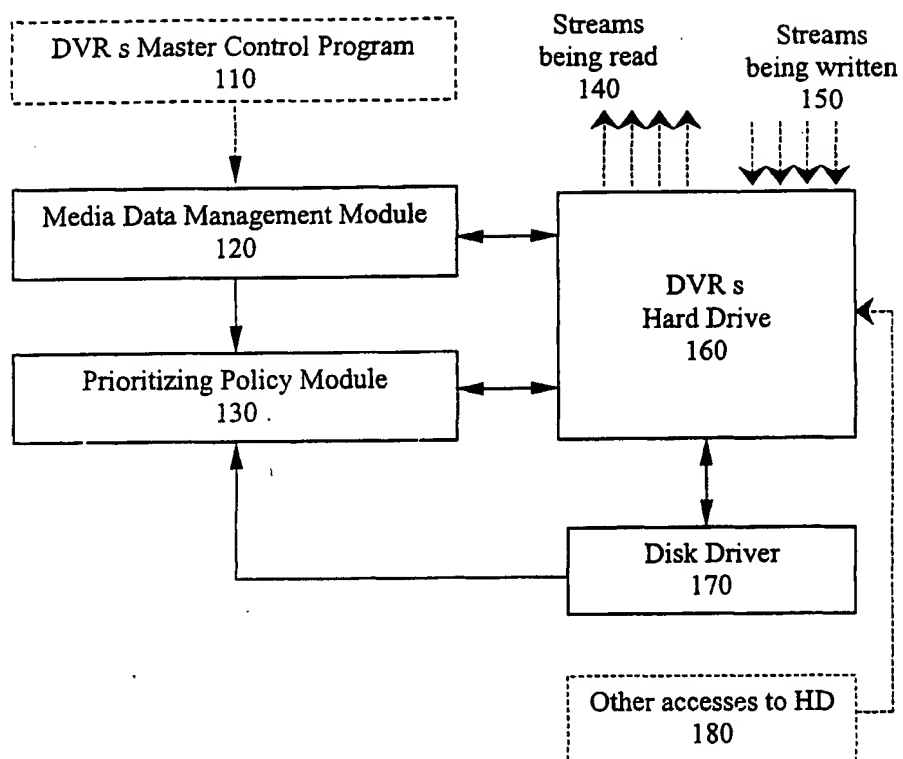 DVR s Master Control Program
110
Streams
being read
140
Streams
being written
150
Media Data Management Module
120
DVR s
Hard Drive
160
Prioritizing Policy Module
130
Disk Driver
170
Other accesses to HD
180